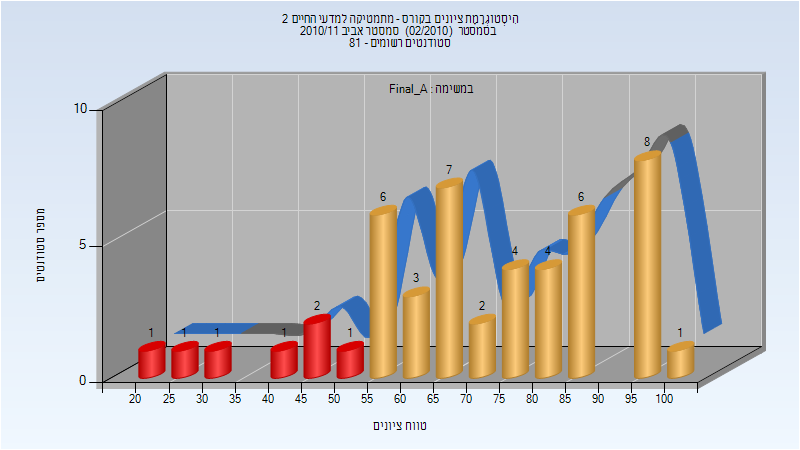 היסטוגרמת ציונים בקורס - מתמטיקה למדעי החיים 2
בסמסטר (02/2010) סמסטר אביב 2010/11
סטודנטים רשומים - 81
במשימה : Final_A
מספר סטודנטים
10
5
0
1 1 1 1 2 1 6 3 7 2 4 4 6 8 1
20 25 30 35 40 45 50 55 60 65 70 75 80 85 90 95 100
טווח ציונים